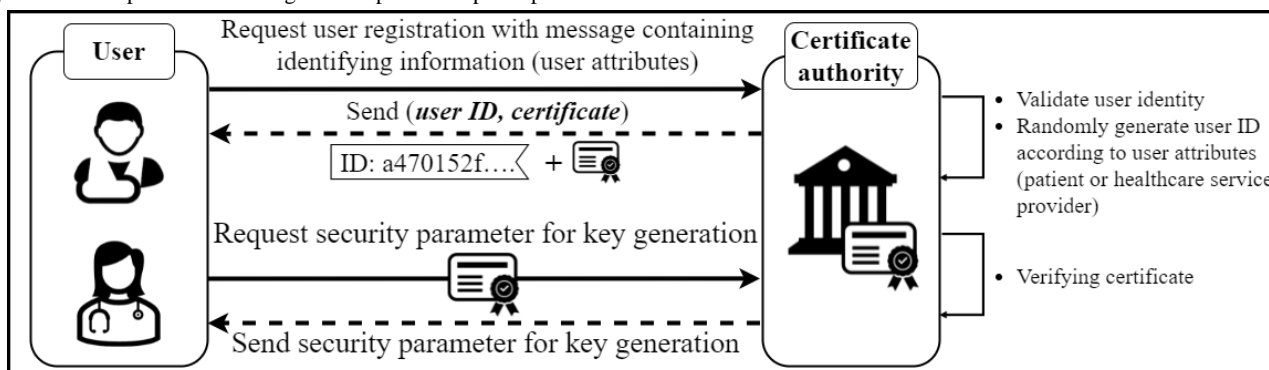 User
Request user registration with message containing
identifying information (user attributes)
Certificate
authority
Send (user ID, certificate)
ID: a470152f....
+
• Validate user identity
• Randomly generate user ID
according to user attributes
(patient or healthcare service
provider)
Request security parameter for key generation
• Verifying certificate
Send security parameter for key generation